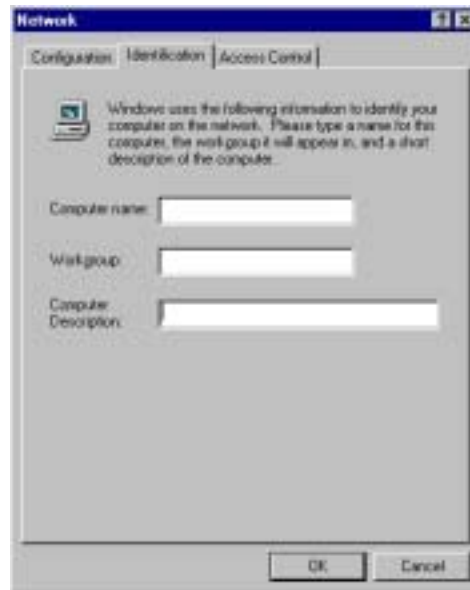 Network
Configuration Identification Access Control
Windows uses the following information to identify your
computer on the network. Please type a name for this
computer, the workgroup it will appear in, and a short
description of the computer.
Computer name:
Workgroup:
Computer
Description:
OK Cancel